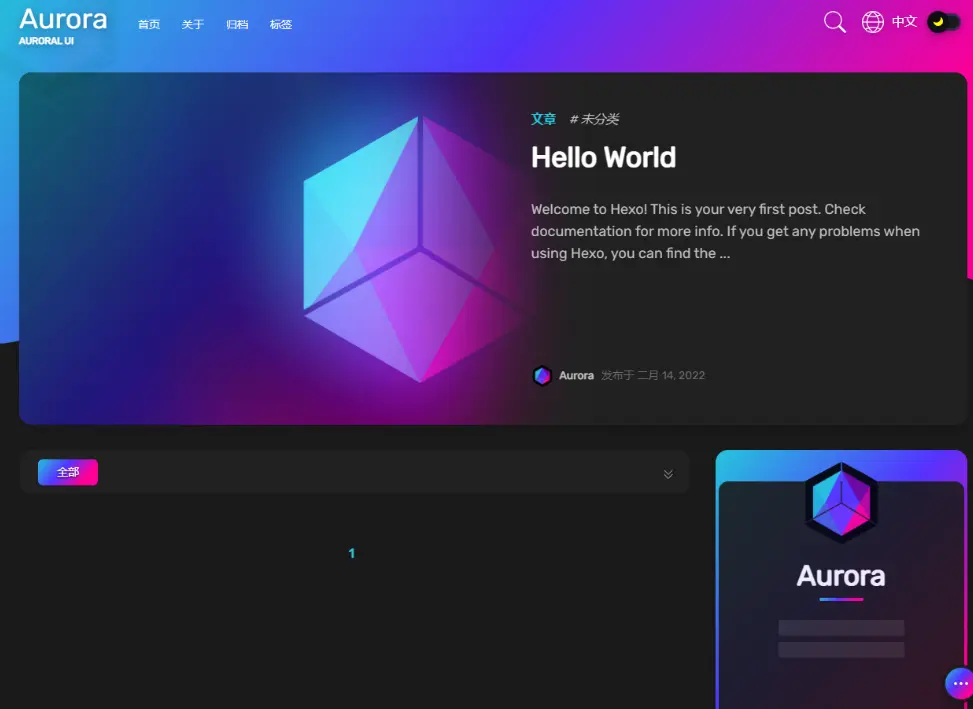 Aurora
AURORAL UI
首页 关于 归档 标签
中文
文章 # 未分类
Hello World
Welcome to Hexo! This is your very first post. Check
documentation for more info. If you get any problems when
using Hexo, you can find the ...
Aurora 发布于 二月 14, 2022
全部
1
Aurora